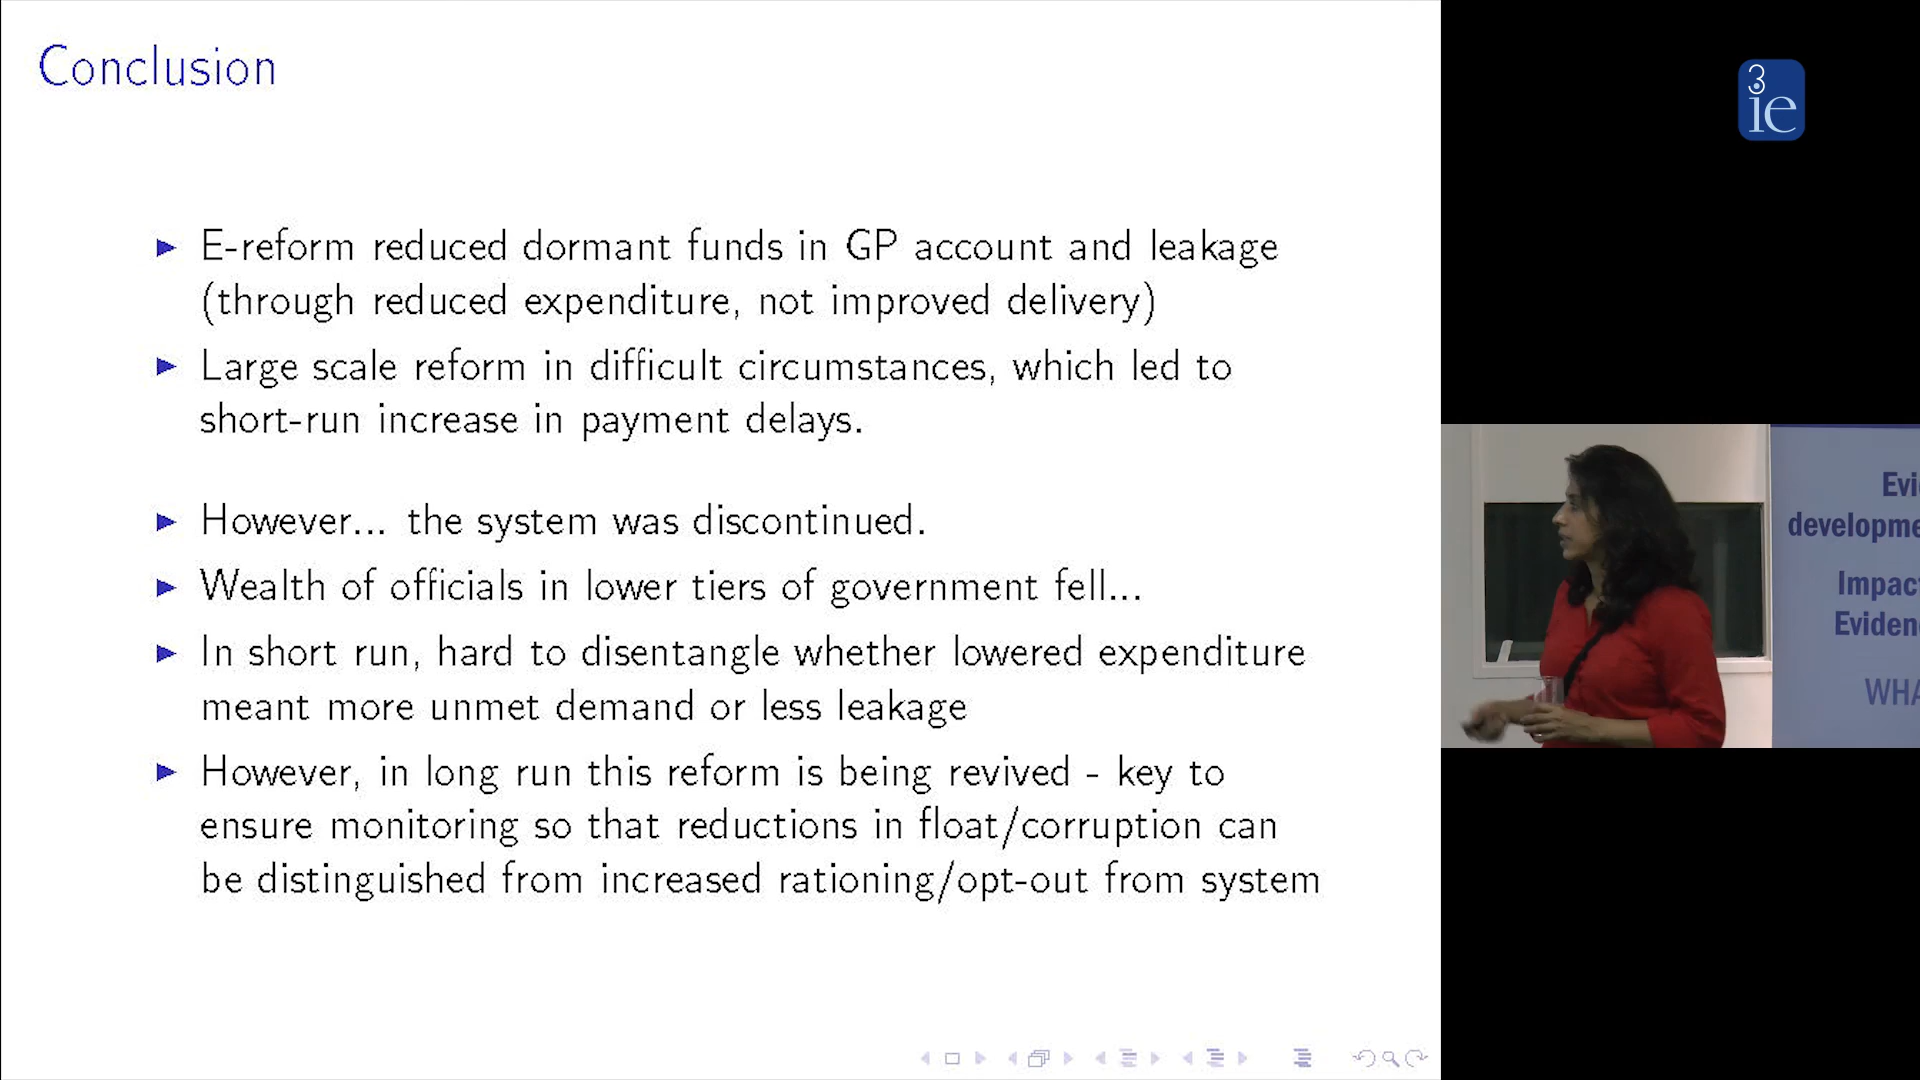 Conclusion
E-reform reduced dormant funds in GP account and leakage
(through reduced expenditure, not improved delivery)
Large scale reform in difficult circumstances, which led to
short-run increase in payment delays.
However... the system was discontinued.
Wealth of officials in lower tiers of government fell...
In short run, hard to disentangle whether lowered expenditure
meant more unmet demand or less leakage
However, in long run this reform is being revived - key to
ensure monitoring so that reductions in float/corruption can
be distinguished from increased rationing/opt-out from system
3ie
Evi
developme
Impac
Eviden
WHA